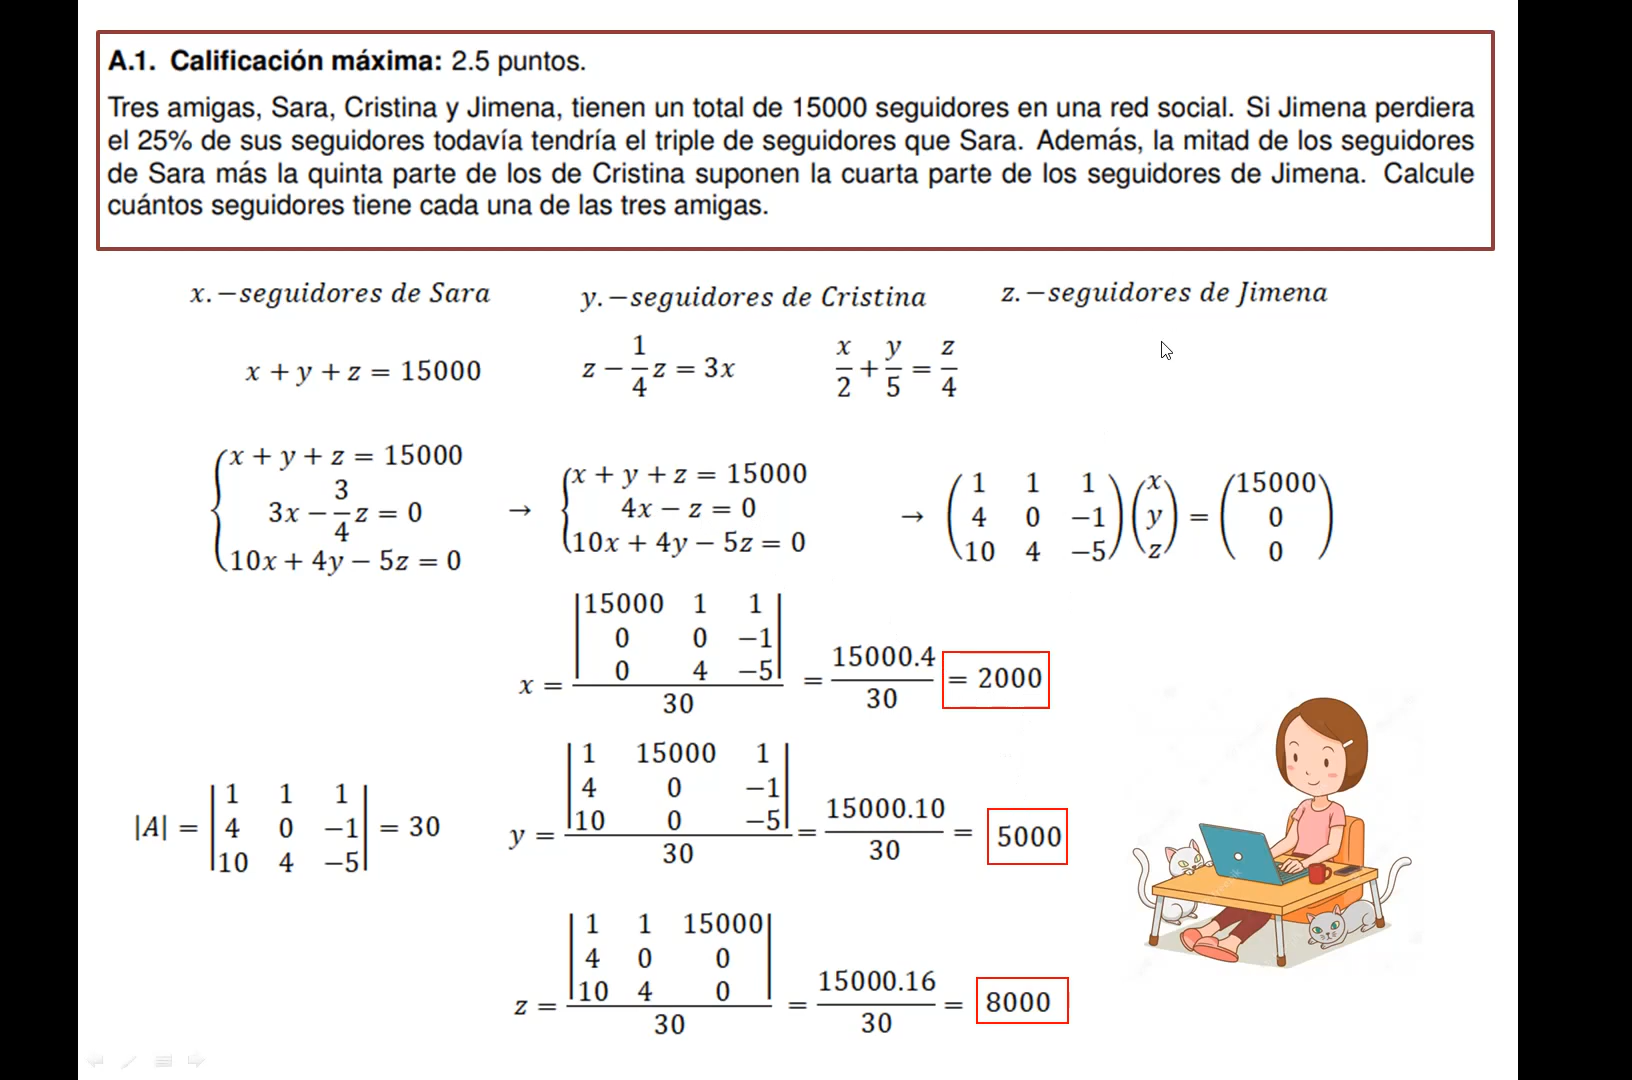 A.1. Calificación máxima: 2.5 puntos.
Tres amigas, Sara, Cristina y Jimena, tienen un total de 15000 seguidores en una red social. Si Jimena perdiera
el 25% de sus seguidores todavía tendría el triple de seguidores que Sara. Además, la mitad de los seguidores
de Sara más la quinta parte de los de Cristina suponen la cuarta parte de los seguidores de Jimena. Calcule
cuántos seguidores tiene cada una de las tres amigas.
x.−seguidores de Sara
y.−seguidores de Cristina
z.−seguidores de Jimena
x + y + z = 15000
z − 1/4 z = 3x
x/2 + y/5 = z/4
x + y + z = 15000
3x − 3/4 z = 0
10x + 4y − 5z = 0
→
x + y + z = 15000
4x − z = 0
10x + 4y − 5z = 0
→
(1 1 1) (x) (15000)
(4 0 −1) (y) = (0)
(10 4 −5) (z) (0)
|15000 1 1|
|0 0 −1|
|0 4 −5|
x = /30 = 15000.4/30 = 2000
|1 1 1|
|A| = |4 0 −1| = 30
|10 4 −5|
|1 15000 1|
|4 0 −1|
|10 0 −5|
y = /30 = 15000.10/30 = 5000
|1 1 15000|
|4 0 0|
|10 4 0|
z = /30 = 15000.16/30 = 8000